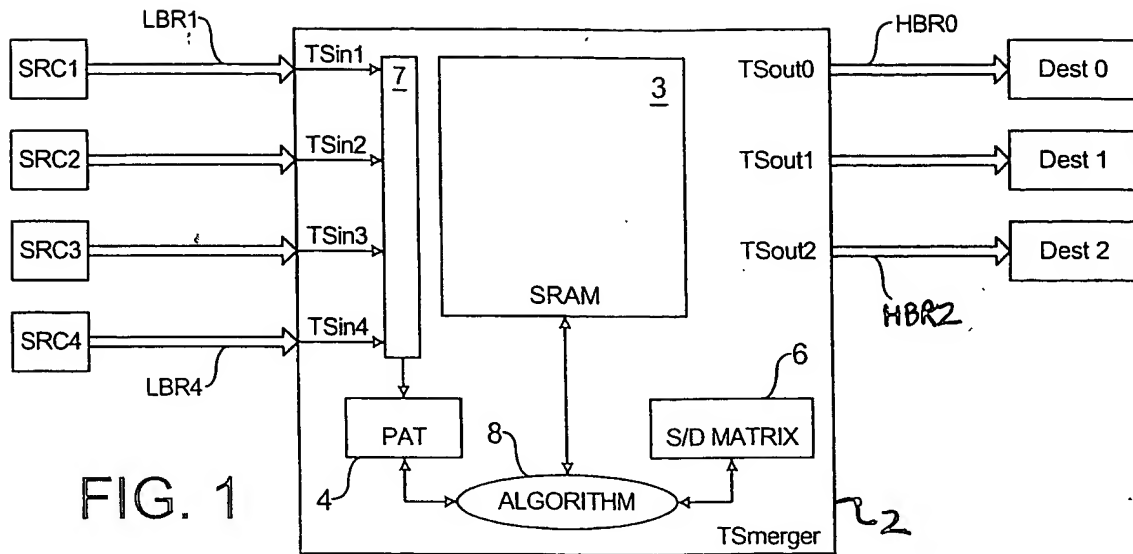 LBR1
HBR0
SRC1
TSin1
7
3
TSout0
Dest 0
SRC2
TSin2
TSout1
Dest 1
SRC3
TSin3
TSout2
Dest 2
SRAM
HBR2
SRC4
TSin4
LBR4
6
PAT
S/D MATRIX
8
4
FIG. 1
ALGORITHM
TSmerger
2